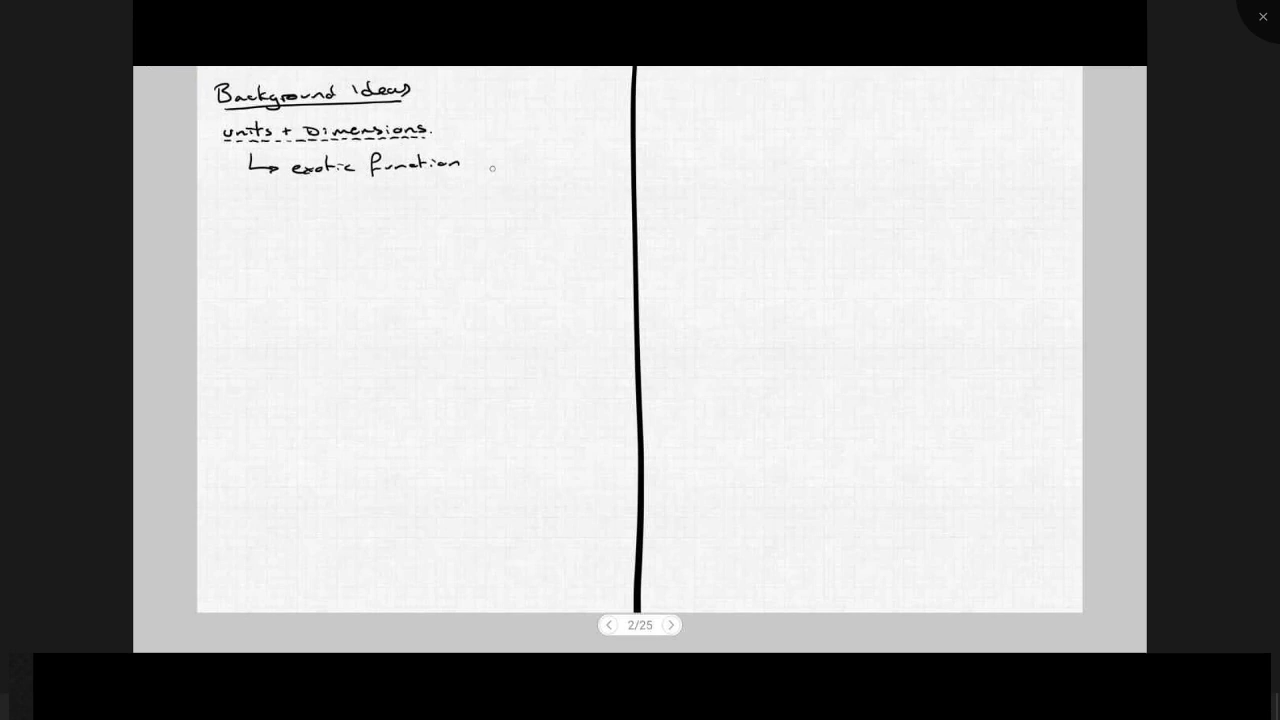 Background Ideas
units + Dimensions.
↳ exotic function
2/25